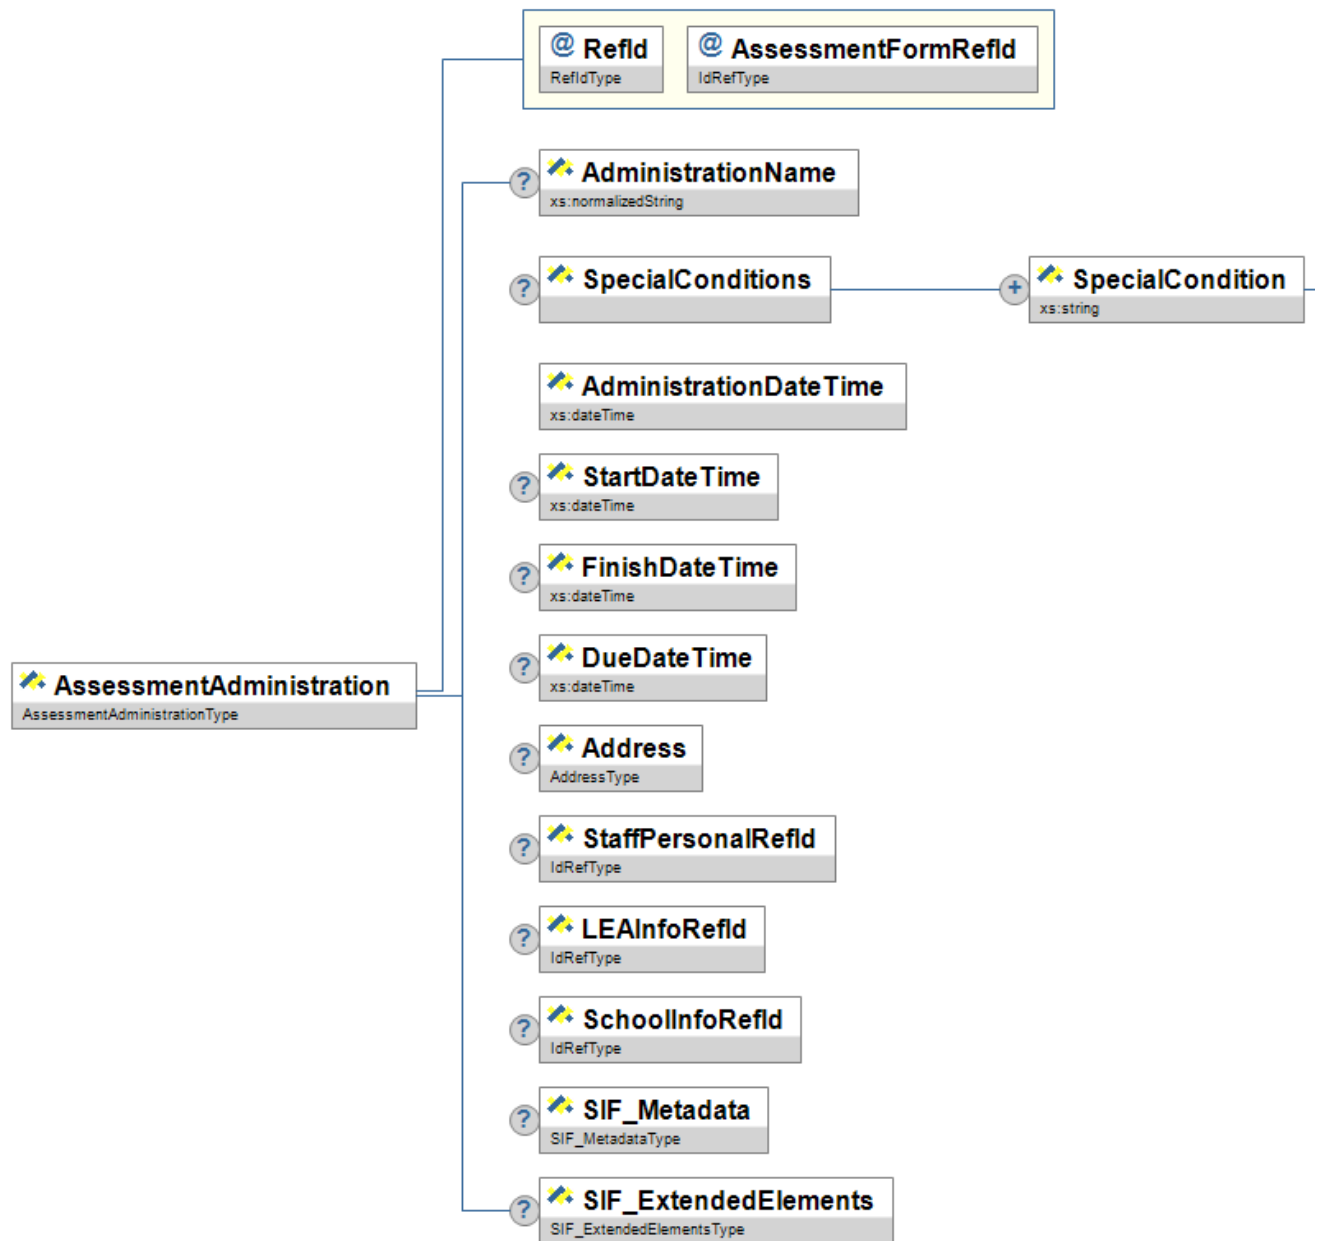 @ RefId
RefIdType
@ AssessmentFormRefId
IdRefType
? AdministrationName
xs:normalizedString
? SpecialConditions
+ SpecialCondition
xs:string
AdministrationDateTime
xs:dateTime
? StartDateTime
xs:dateTime
? FinishDateTime
xs:dateTime
? DueDateTime
xs:dateTime
AssessmentAdministration
AssessmentAdministrationType
? Address
AddressType
? StaffPersonalRefId
IdRefType
? LEAInfoRefId
IdRefType
? SchoolInfoRefId
IdRefType
? SIF_Metadata
SIF_MetadataType
? SIF_ExtendedElements
SIF_ExtendedElementsType